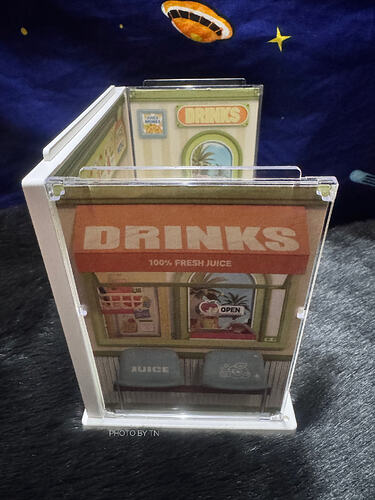 DRINKS
DRINKS
100% FRESH JUICE
OPEN
JUICE
PHOTO BY TN